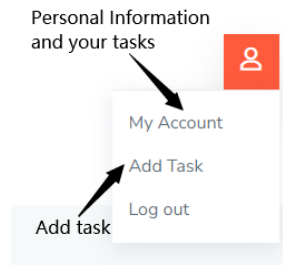 Personal Information
and your tasks
My Account
Add Task
Log out
Add task